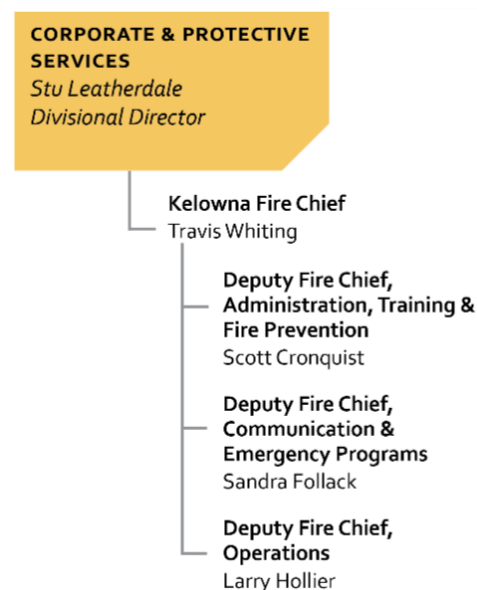 CORPORATE & PROTECTIVE
SERVICES
Stu Leatherdale
Divisional Director
Kelowna Fire Chief
Travis Whiting
Deputy Fire Chief,
Administration, Training &
Fire Prevention
Scott Cronquist
Deputy Fire Chief,
Communication &
Emergency Programs
Sandra Follack
Deputy Fire Chief,
Operations
Larry Hollier